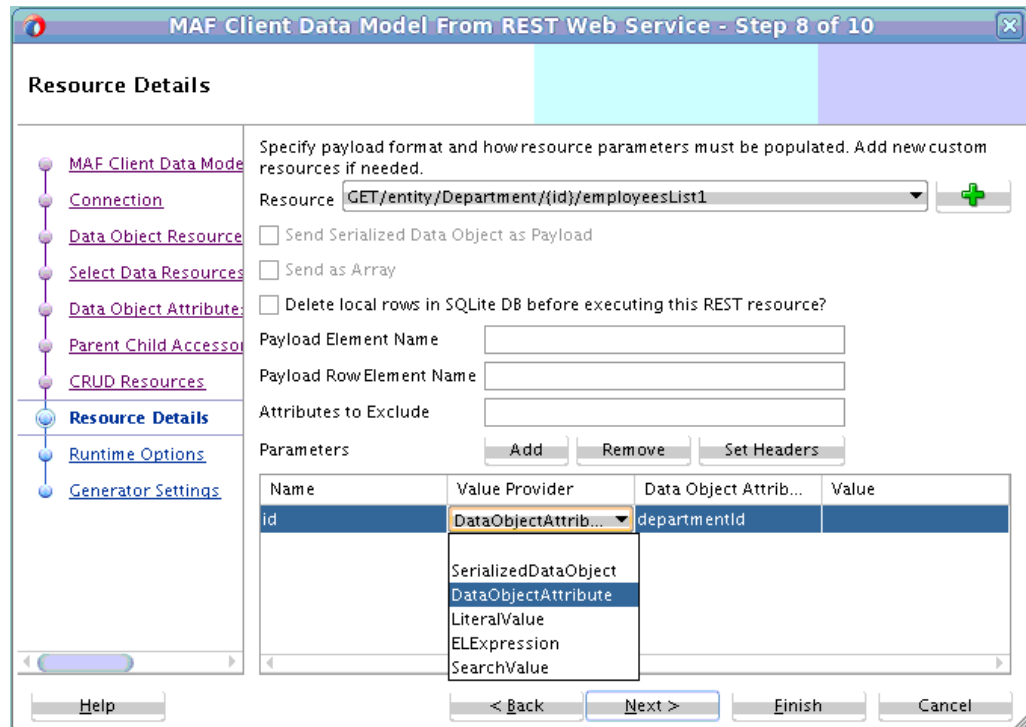 MAF Client Data Model From REST Web Service - Step 8 of 10
Resource Details
MAF Client Data Mode
Connection
Data Object Resource
Select Data Resources
Data Object Attribute
Parent Child Accessor
CRUD Resources
Resource Details
Runtime Options
Generator Settings
Specify payload format and how resource parameters must be populated. Add new custom
resources if needed.
Resource GET/entity/Department/{id}/employeesList1
Send Serialized Data Object as Payload
Send as Array
Delete local rows in SQLite DB before executing this REST resource?
Payload Element Name
Payload Row Element Name
Attributes to Exclude
Parameters Add Remove Set Headers
Name Value Provider Data Object Attrib... Value
id DataObjectAttrib... departmentId
SerializedDataObject
DataObjectAttribute
LiteralValue
ELExpression
SearchValue
Help < Back Next > Finish Cancel